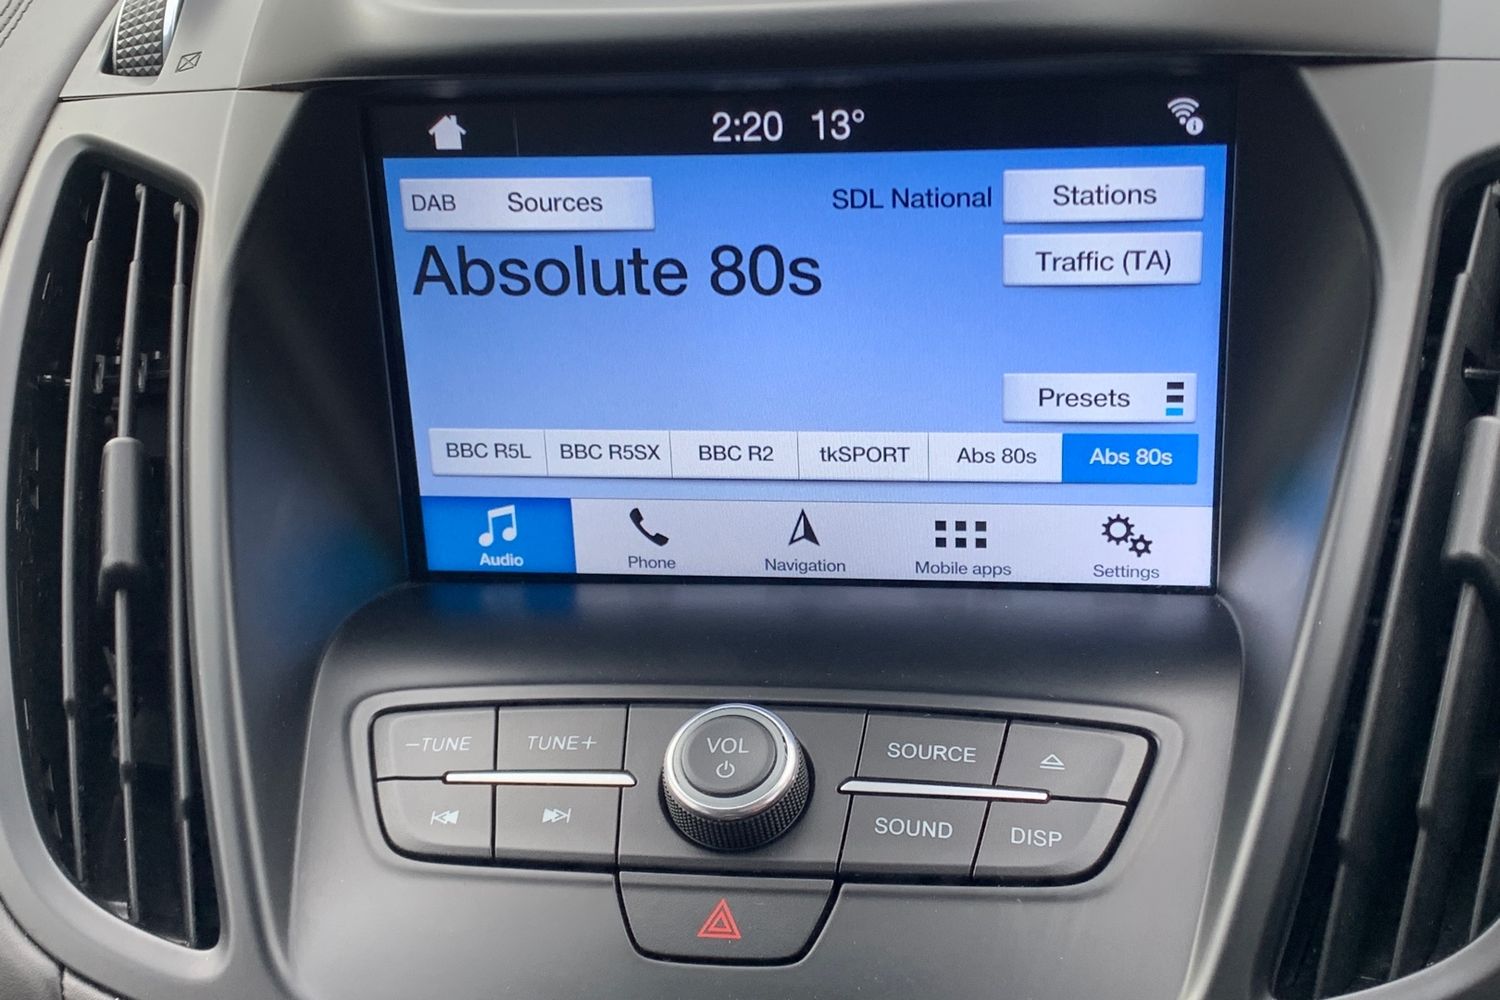 2:20 13°
DAB Sources
SDL National
Stations
Absolute 80s
Traffic (TA)
Presets
BBC R5L
BBC R5SX
BBC R2
tkSPORT
Abs 80s
Abs 80s
Audio
Phone
Navigation
Mobile apps
Settings
–TUNE
TUNE+
VOL
SOURCE
SOUND
DISP